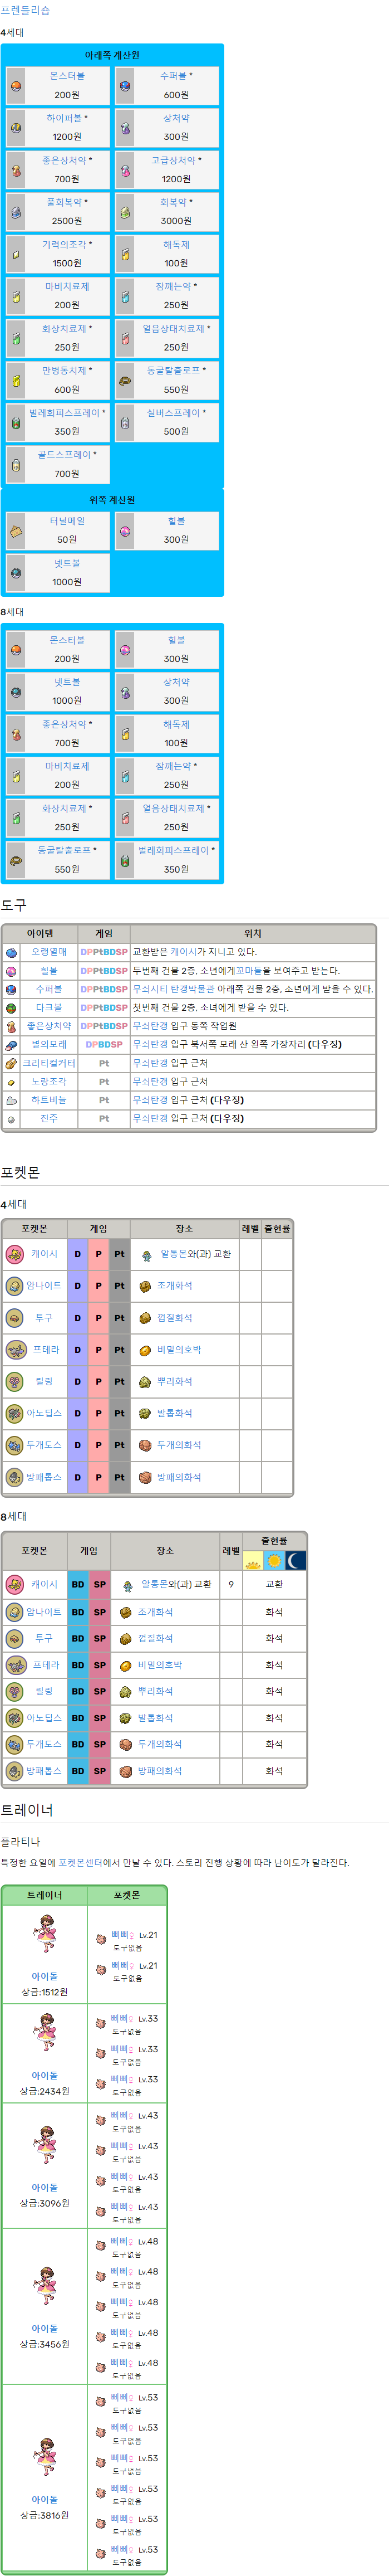 프렌들리숍
4세대
아래쪽 계산원
몬스터볼 수퍼볼 *
200원 600원
하이퍼볼 * 상처약
1200원 300원
좋은상처약 * 고급상처약 *
700원 1200원
풀회복약 * 회복약 *
2500원 3000원
기력의조각 * 해독제
1500원 100원
마비치료제 잠깨는약 *
200원 250원
화상치료제 * 얼음상태치료제 *
250원 250원
만병통치제 * 동굴탈출로프 *
600원 550원
벌레회피스프레이 * 실버스프레이 *
350원 500원
골드스프레이 *
700원
위쪽 계산원
터널메일 힐볼
50원 300원
넷트볼
1000원
8세대
몬스터볼 힐볼
200원 300원
넷트볼 상처약
1000원 300원
좋은상처약 * 해독제
700원 100원
마비치료제 잠깨는약 *
200원 250원
화상치료제 * 얼음상태치료제 *
250원 250원
동굴탈출로프 * 벌레회피스프레이 *
550원 350원
도구
아이템 게임 위치
오랭열매 DPPtBDSP 교환받은 캐이시가 지니고 있다.
힐볼 DPPtBDSP 두번째 건물 2층, 소년에게꼬마돌을 보여주고 받는다.
수퍼볼 DPPtBDSP 무쇠시티 탄갱박물관 아래쪽 건물 2층, 소년에게 받을 수 있다.
다크볼 DPPtBDSP 첫번째 건물 2층, 소녀에게 받을 수 있다.
좋은상처약 DPPtBDSP 무쇠탄갱 입구 동쪽 작업원
별의모래 DPBDSP 무쇠탄갱 입구 북서쪽 모래 산 왼쪽 가장자리 (다우징)
크리티컬커터 Pt 무쇠탄갱 입구 근처
노랑조각 Pt 무쇠탄갱 입구 근처
하트비늘 Pt 무쇠탄갱 입구 근처 (다우징)
진주 Pt 무쇠탄갱 입구 근처 (다우징)
포켓몬
4세대
포켓몬 게임 장소 레벨 출현률
캐이시 D P Pt 알통몬와(과) 교환
암나이트 D P Pt 조개화석
투구 D P Pt 껍질화석
프테라 D P Pt 비밀의호박
릴링 D P Pt 뿌리화석
아노딥스 D P Pt 발톱화석
두개도스 D P Pt 두개의화석
방패톱스 D P Pt 방패의화석
8세대
포켓몬 게임 장소 레벨 출현률
캐이시 BD SP 알통몬와(과) 교환 9 교환
암나이트 BD SP 조개화석 화석
투구 BD SP 껍질화석 화석
프테라 BD SP 비밀의호박 화석
릴링 BD SP 뿌리화석 화석
아노딥스 BD SP 발톱화석 화석
두개도스 BD SP 두개의화석 화석
방패톱스 BD SP 방패의화석 화석
트레이너
플라티나
특정한 요일에 포켓몬센터에서 만날 수 있다. 스토리 진행 상황에 따라 난이도가 달라진다.
트레이너 포켓몬
삐삐♀ Lv.21
도구없음
삐삐♀ Lv.21
도구없음
아이돌
상금:1512원
삐삐♀ Lv.33
도구없음
삐삐♀ Lv.33
도구없음
삐삐♀ Lv.33
도구없음
아이돌
상금:2434원
삐삐♀ Lv.43
도구없음
삐삐♀ Lv.43
도구없음
삐삐♀ Lv.43
도구없음
삐삐♀ Lv.43
도구없음
아이돌
상금:3096원
삐삐♀ Lv.48
도구없음
삐삐♀ Lv.48
도구없음
삐삐♀ Lv.48
도구없음
삐삐♀ Lv.48
도구없음
삐삐♀ Lv.48
도구없음
아이돌
상금:3456원
삐삐♀ Lv.53
도구없음
삐삐♀ Lv.53
도구없음
삐삐♀ Lv.53
도구없음
삐삐♀ Lv.53
도구없음
삐삐♀ Lv.53
도구없음
삐삐♀ Lv.53
도구없음
아이돌
상금:3816원